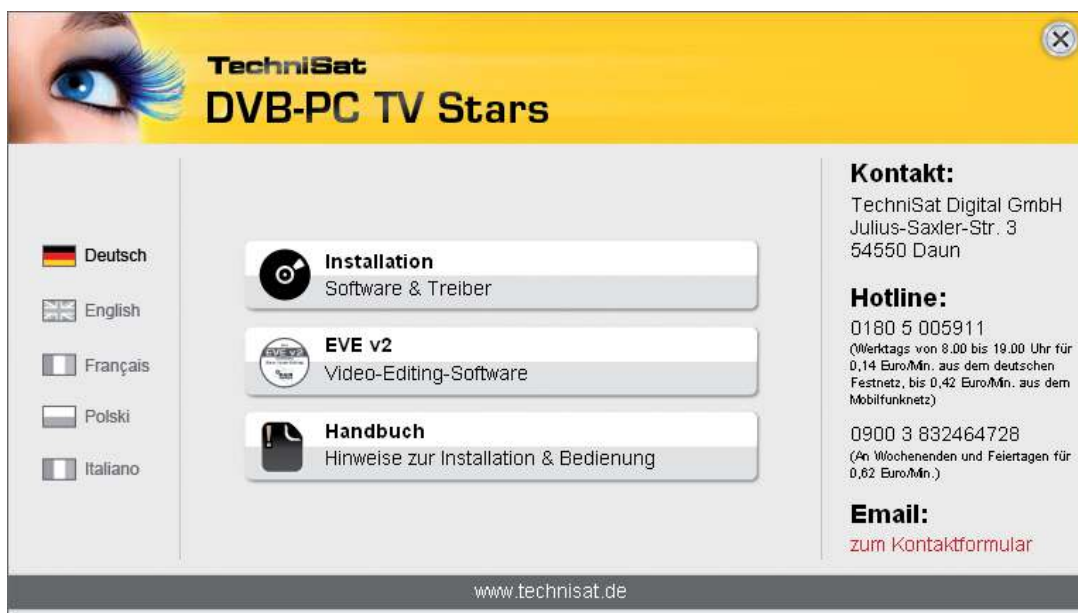 TechniSat
DVB-PC TV Stars
Deutsch
English
Français
Polski
Italiano
Installation
Software & Treiber
EVE v2
EVE v2
Video-Editing-Software
Handbuch
Hinweise zur Installation & Bedienung
Kontakt:
TechniSat Digital GmbH
Julius-Saxler-Str. 3
54550 Daun
Hotline:
0180 5 005911
(Werktags von 8.00 bis 19.00 Uhr für
0,14 Euro/Min. aus dem deutschen
Festnetz, bis 0,42 Euro/Min. aus dem
Mobilfunknetz)
0900 3 832464728
(An Wochenenden und Feiertagen für
0,62 Euro/Min.)
Email:
zum Kontaktformular
www.technisat.de